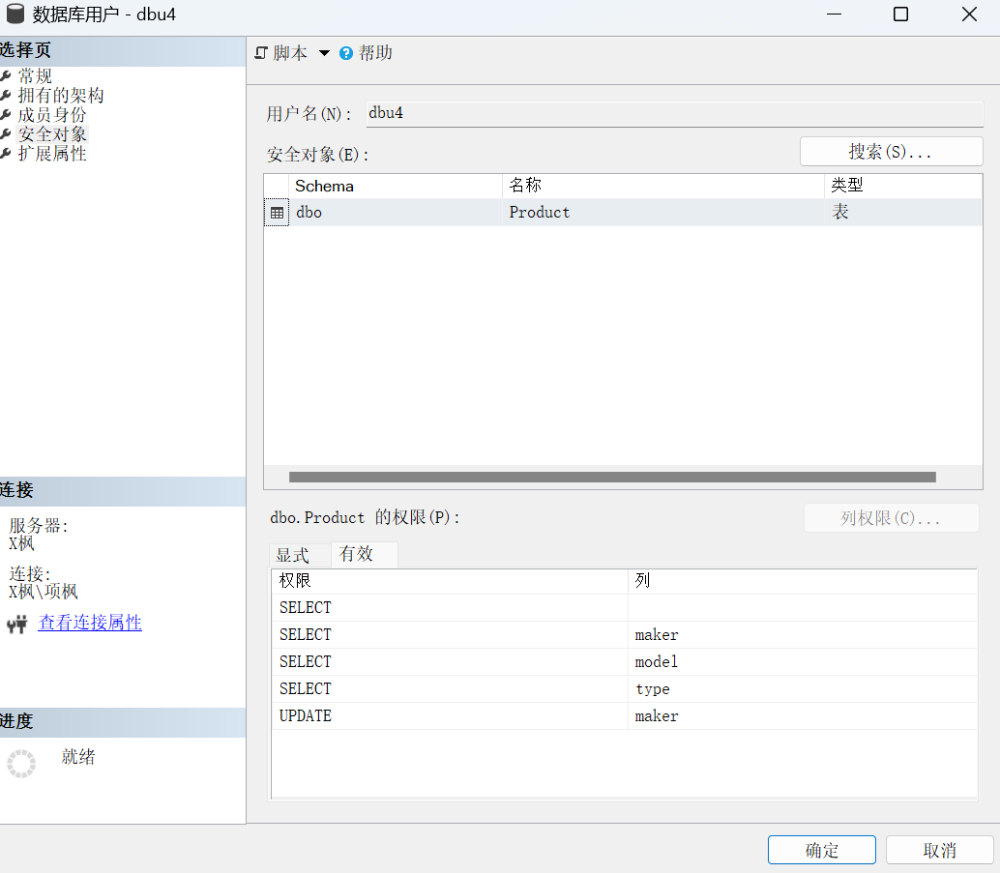 数据库用户 - dbu4
选择页
常规
拥有的架构
成员身份
安全对象
扩展属性
连接
服务器:
X枫
连接:
X枫\项枫
查看连接属性
进度
就绪
脚本 帮助
用户名(N): dbu4
安全对象(E): 搜索(S)...
Schema 名称 类型
dbo Product 表
dbo.Product 的权限(P): 列权限(C)...
显式 有效
权限 列
SELECT
SELECT maker
SELECT model
SELECT type
UPDATE maker
确定 取消